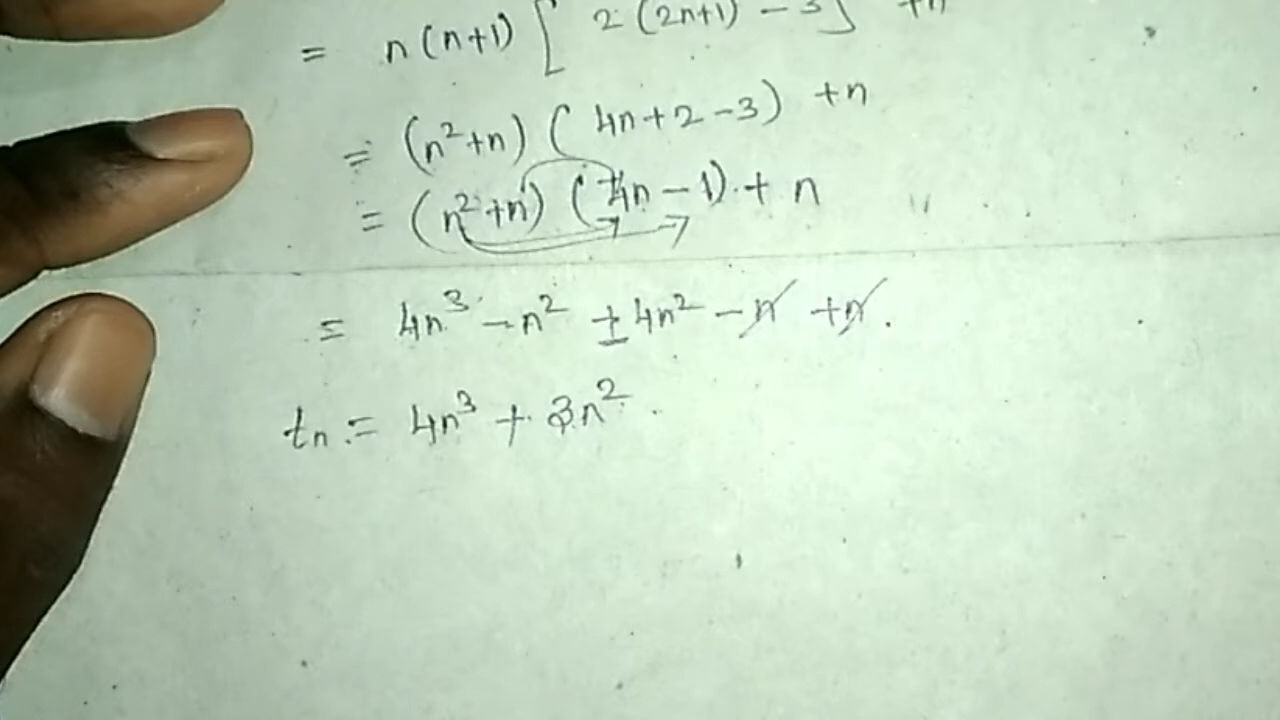 = n(n+1) [ 2(2n+1) - 3] + n
= (n²+n) ( 4n+2-3) + n
= (n²+n) (4n-1) + n
= 4n³ - n² + 4n² - n + n.
tn = 4n³ + 3n².